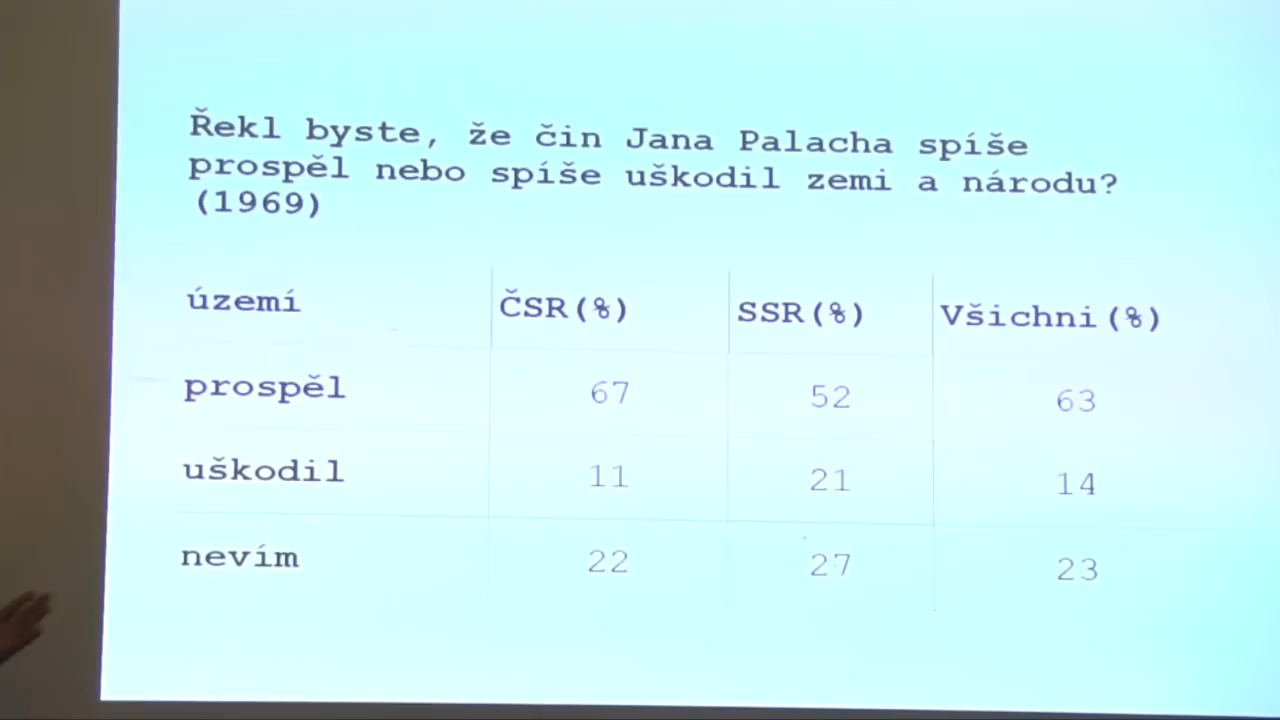 Řekl byste, že čin Jana Palacha spíše
prospěl nebo spíše uškodil zemi a národu?
(1969)
území ČSR(%) SSR(%) Všichni(%)
prospěl 67 52 63
uškodil 11 21 14
nevím 22 27 23